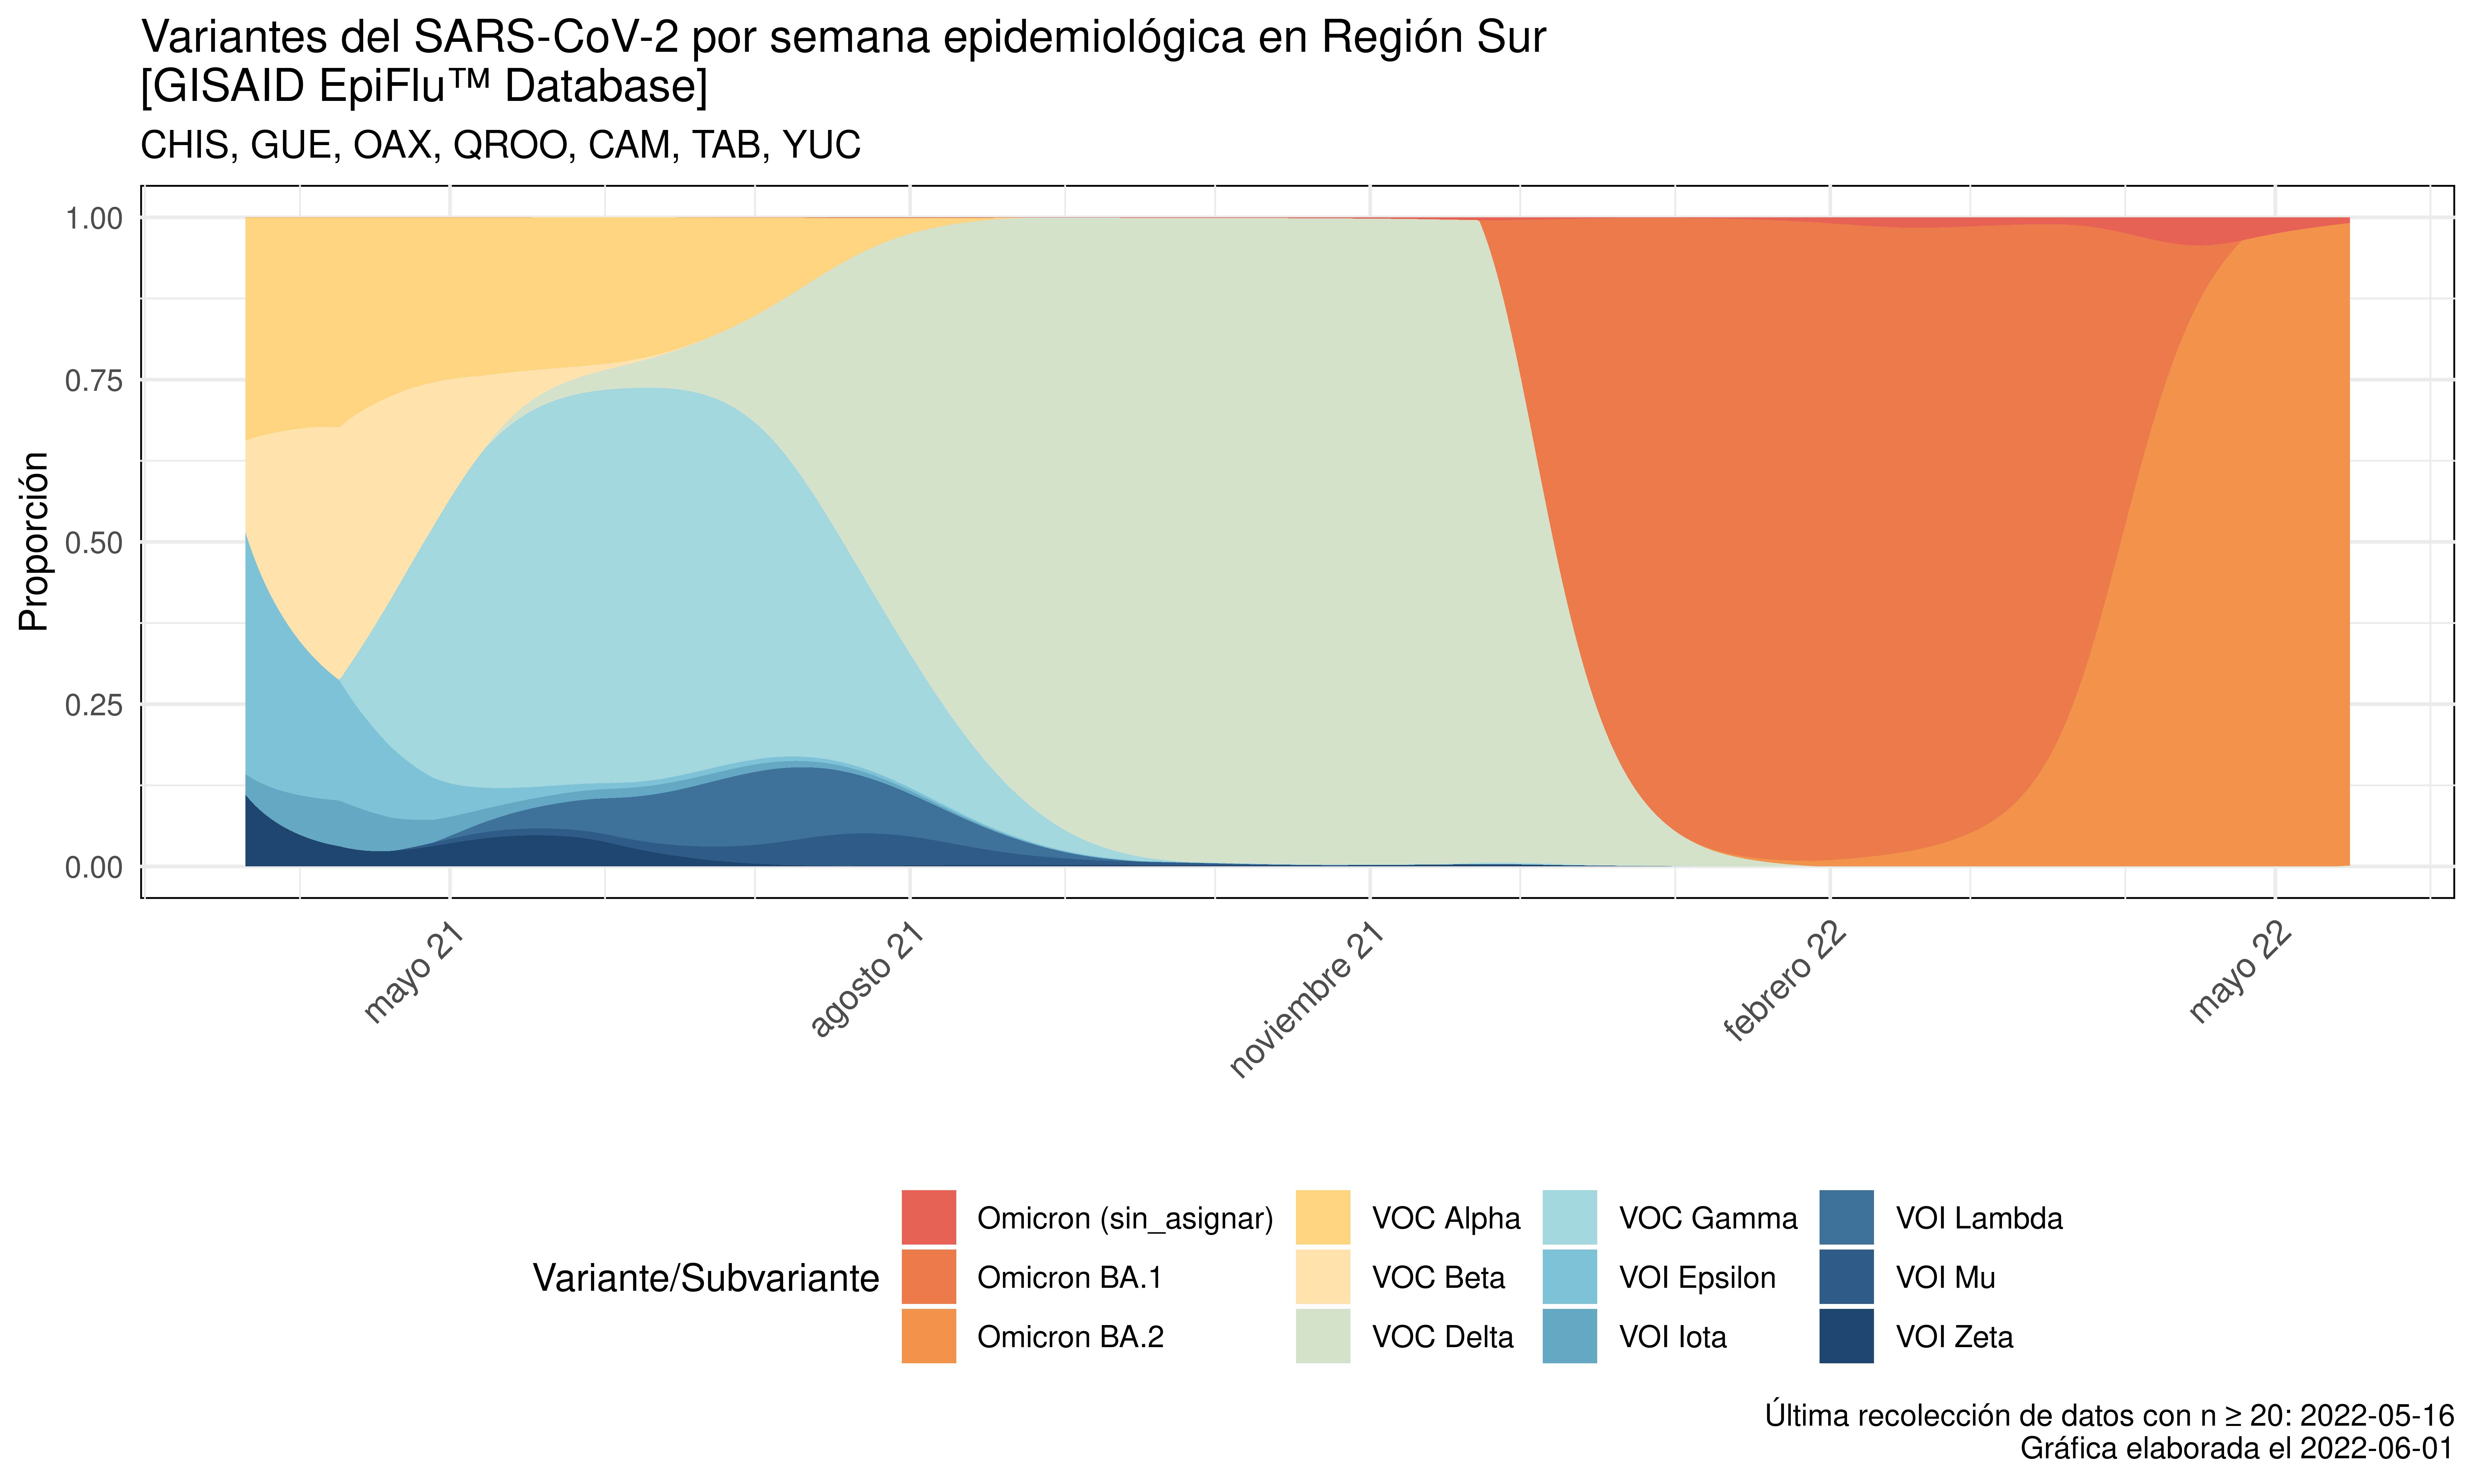 Variantes del SARS-CoV-2 por semana epidemiológica en Región Sur
[GISAID EpiFlu™ Database]
CHIS, GUE, OAX, QROO, CAM, TAB, YUC
Proporción
1.00
0.75
0.50
0.25
0.00
mayo 21
agosto 21
noviembre 21
febrero 22
mayo 22
Variante/Subvariante
Omicron (sin_asignar)
Omicron BA.1
Omicron BA.2
VOC Alpha
VOC Beta
VOC Delta
VOC Gamma
VOI Epsilon
VOI Iota
VOI Lambda
VOI Mu
VOI Zeta
Última recolección de datos con n ≥ 20: 2022-05-16
Gráfica elaborada el 2022-06-01